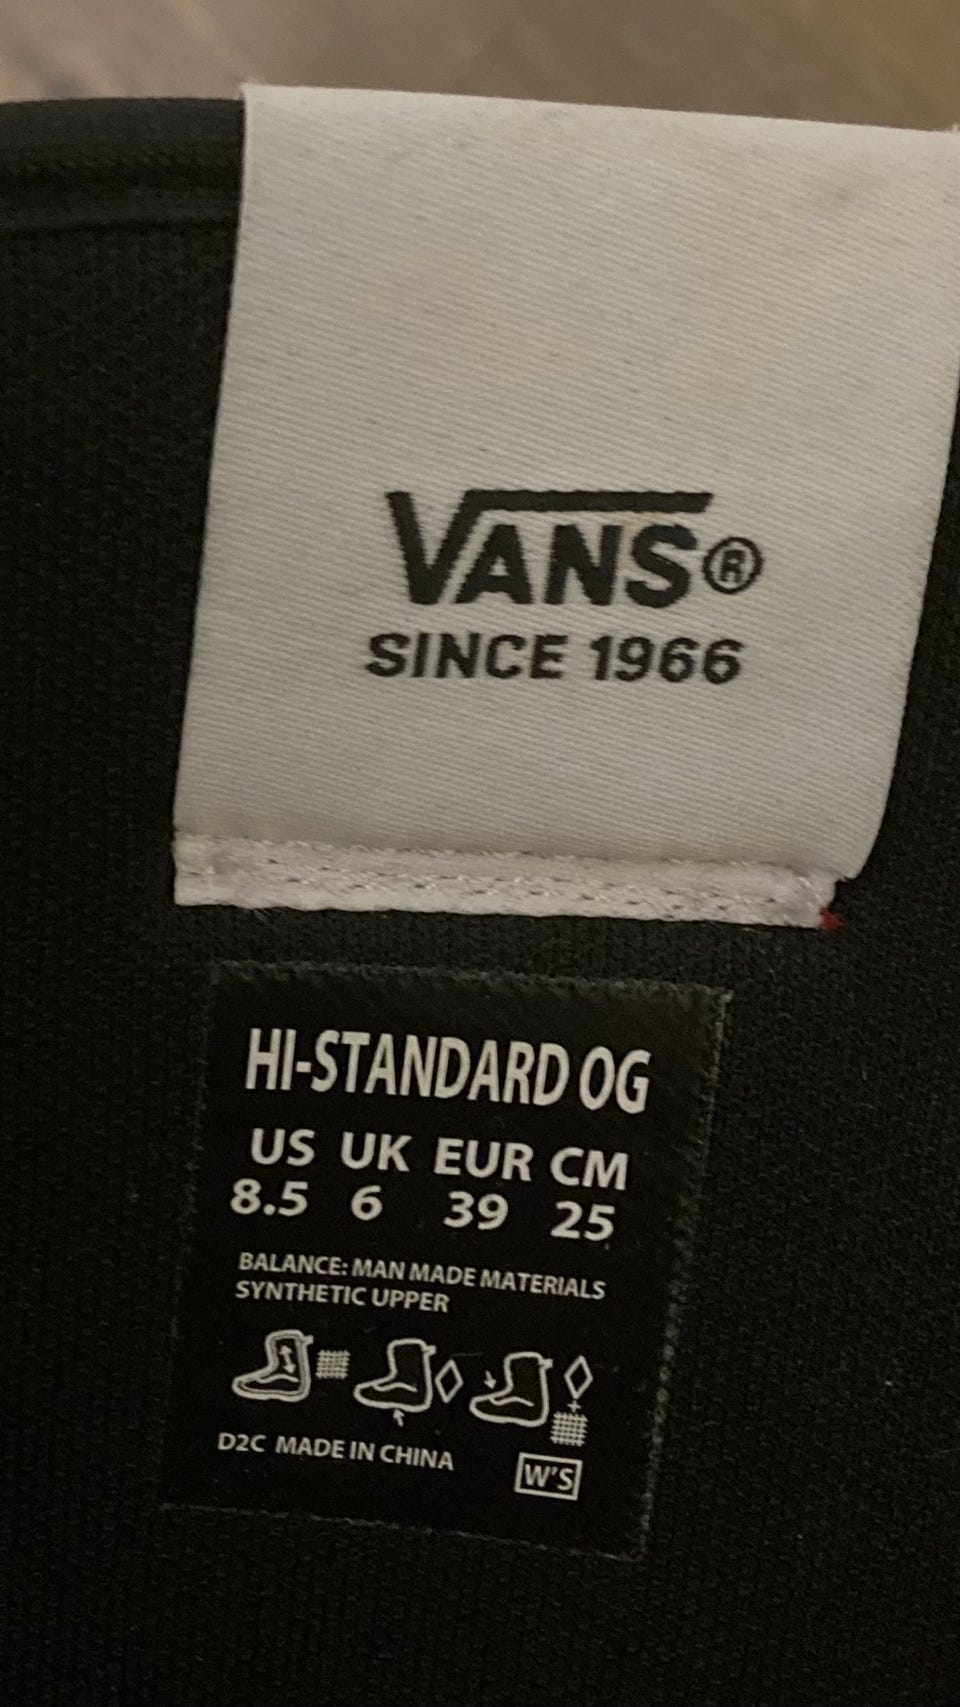 VANS®
SINCE 1966
HI-STANDARD OG
US UK EUR CM
8.5 6 39 25
BALANCE: MAN MADE MATERIALS
SYNTHETIC UPPER
D2C MADE IN CHINA
W'S